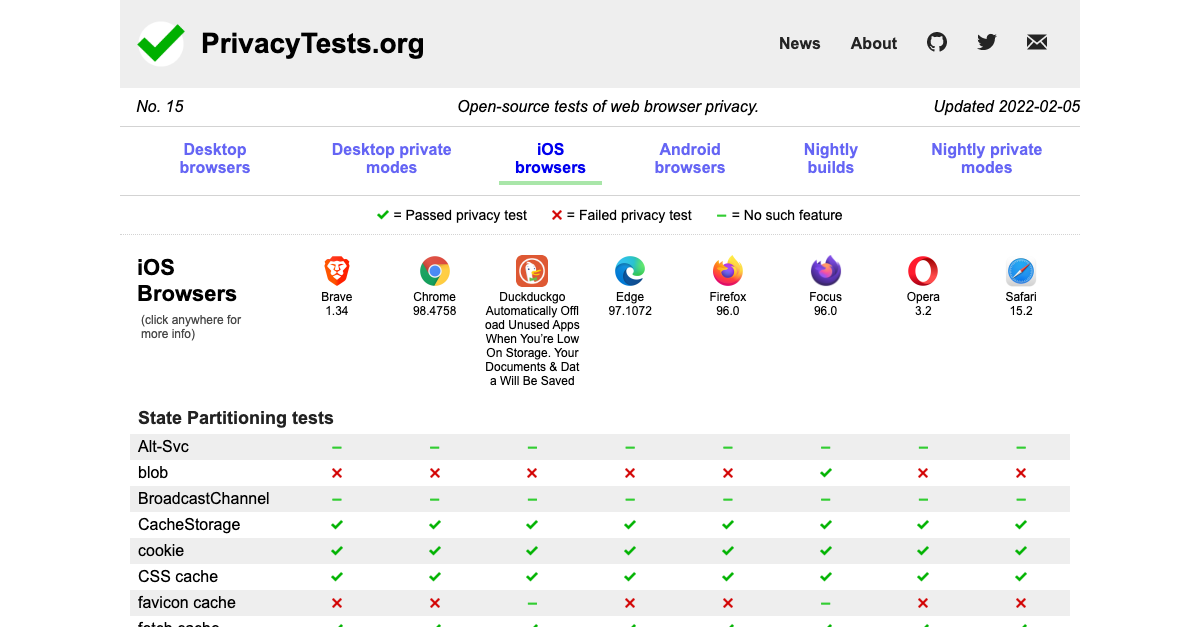 PrivacyTests.org
News About
No. 15 Open-source tests of web browser privacy. Updated 2022-02-05
Desktop browsers
Desktop private modes
iOS browsers
Android browsers
Nightly builds
Nightly private modes
= Passed privacy test = Failed privacy test = No such feature
iOS
Browsers
(click anywhere for
more info)
Brave
1.34
Chrome
98.4758
Duckduckgo
Automatically Offl
oad Unused Apps
When You're Low
On Storage. Your
Documents & Dat
a Will Be Saved
Edge
97.1072
Firefox
96.0
Focus
96.0
Opera
3.2
Safari
15.2
State Partitioning tests
Alt-Svc
blob
BroadcastChannel
CacheStorage
cookie
CSS cache
favicon cache
fetch cache